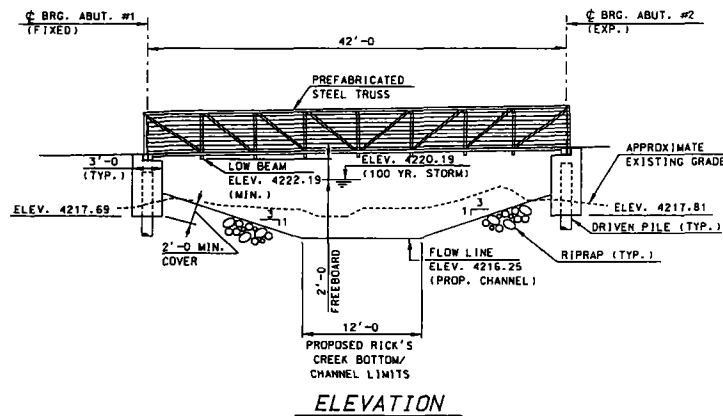 ℄ BRG. ABUT. #1
(FIXED)
℄ BRG. ABUT. #2
(EXP.)
42'-0
PREFABRICATED
STEEL TRUSS
3'-0
(TYP.)
LOW BEAM
ELEV. 4222.19
(MIN.)
ELEV. 4220.19
(100 YR. STORM)
APPROXIMATE
EXISTING GRADE
ELEV. 4217.69
ELEV. 4217.81
3
1
3
1
DRIVEN PILE (TYP.)
2'-0 MIN.
COVER
2'-0
FREEBOARD
FLOW LINE
ELEV. 4216.25
(PROP. CHANNEL)
RIPRAP (TYP.)
12'-0
PROPOSED RICK'S
CREEK BOTTOM/
CHANNEL LIMITS
ELEVATION